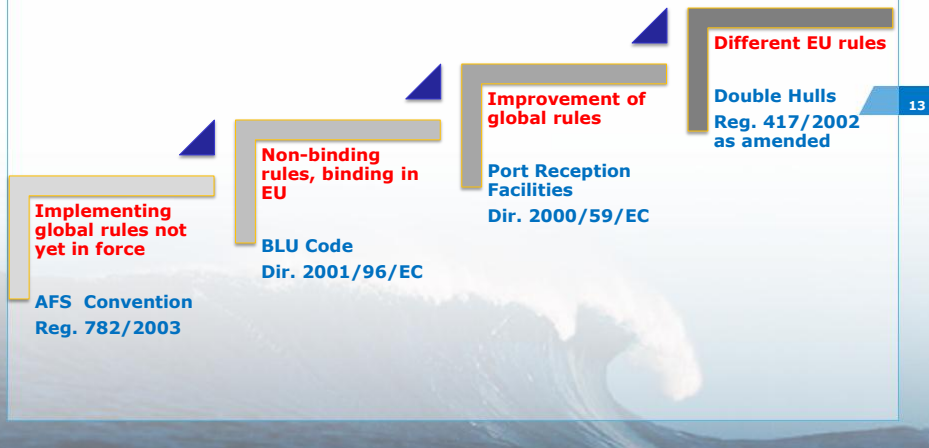 Implementing
global rules not
yet in force
AFS  Convention
Reg. 782/2003
Non-binding
rules, binding in
EU
BLU Code
Dir. 2001/96/EC
Improvement of
global rules
Port Reception
Facilities
Dir. 2000/59/EC
Different EU rules
Double Hulls
Reg. 417/2002
as amended
13